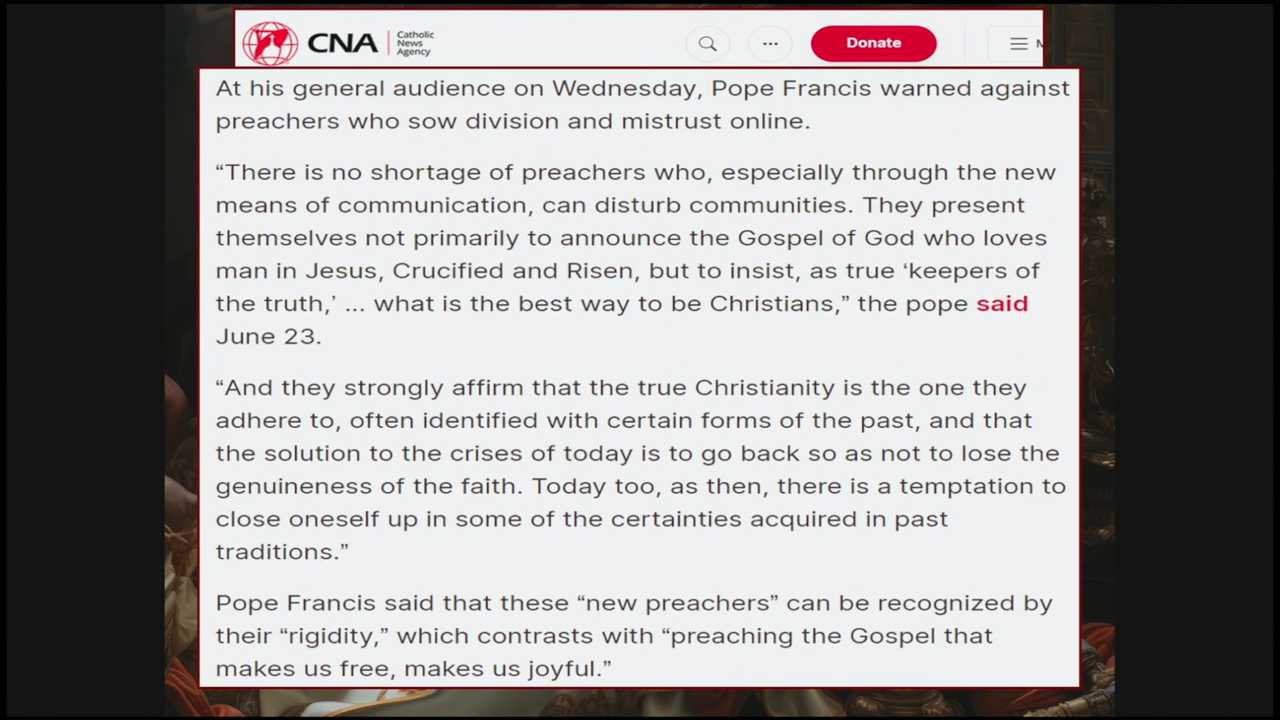 CNA
Catholic
News
Agency
...
Donate
At his general audience on Wednesday, Pope Francis warned against
preachers who sow division and mistrust online.
“There is no shortage of preachers who, especially through the new
means of communication, can disturb communities. They present
themselves not primarily to announce the Gospel of God who loves
man in Jesus, Crucified and Risen, but to insist, as true ‘keepers of
the truth,’ ... what is the best way to be Christians,” the pope said
June 23.
“And they strongly affirm that the true Christianity is the one they
adhere to, often identified with certain forms of the past, and that
the solution to the crises of today is to go back so as not to lose the
genuineness of the faith. Today too, as then, there is a temptation to
close oneself up in some of the certainties acquired in past
traditions.”
Pope Francis said that these “new preachers” can be recognized by
their “rigidity,” which contrasts with “preaching the Gospel that
makes us free, makes us joyful.”